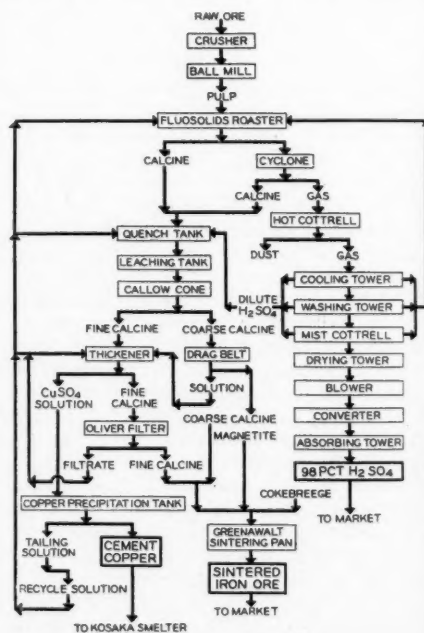 RAW ORE
CRUSHER
BALL MILL
PULP
FLUOSOLIDS ROASTER
CALCINE
CYCLONE
CALCINE
GAS
HOT COTTRELL
QUENCH TANK
DUST
GAS
LEACHING TANK
COOLING TOWER
CALLOW CONE
DILUTE
H2SO4
WASHING TOWER
FINE CALCINE
COARSE CALCINE
MIST COTTRELL
THICKENER
DRAG BELT
DRYING TOWER
CuSO4
SOLUTION
FINE
CALCINE
SOLUTION
BLOWER
COARSE CALCINE
CONVERTER
OLIVER FILTER
MAGNETITE
ABSORBING TOWER
FILTRATE
FINE CALCINE
98 PCT H2SO4
COKEBREEGE
COPPER PRECIPITATION TANK
TO MARKET
TAILING
SOLUTION
CEMENT
COPPER
GREENAWALT
SINTERING PAN
RECYCLE SOLUTION
SINTERED
IRON ORE
TO MARKET
TO KOSAKA SMELTER